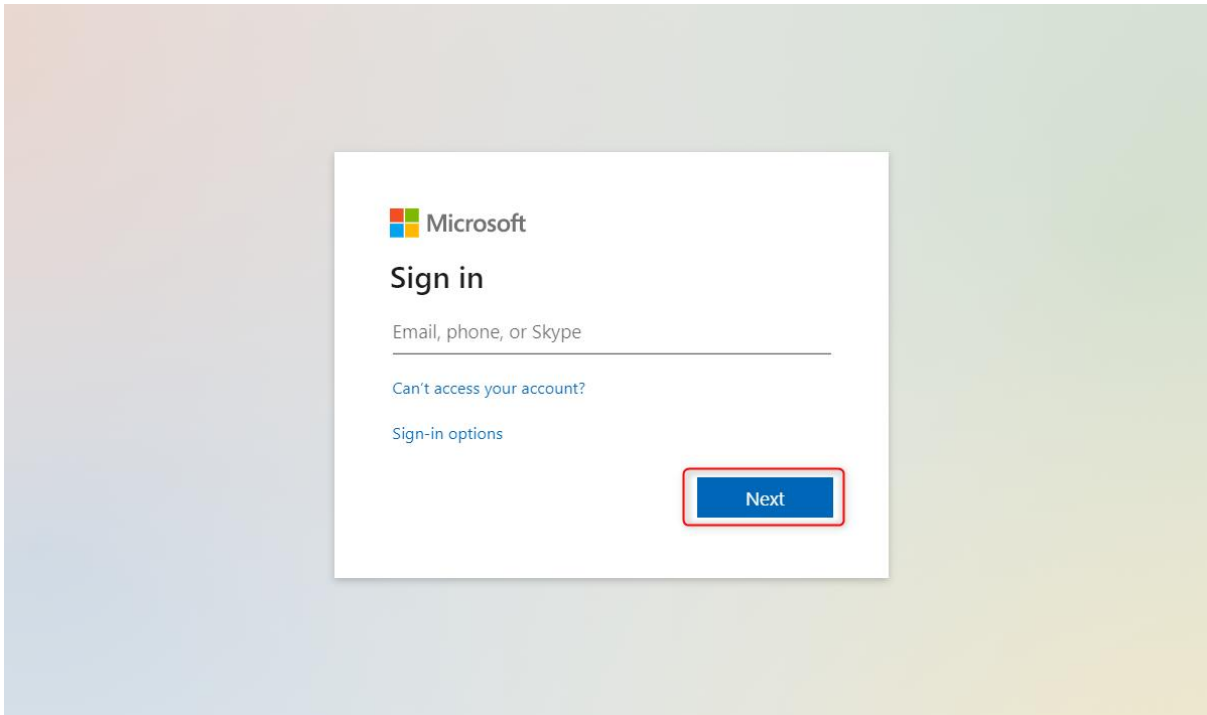 Microsoft
Sign in
Email, phone, or Skype
Can't access your account?
Sign-in options
Next